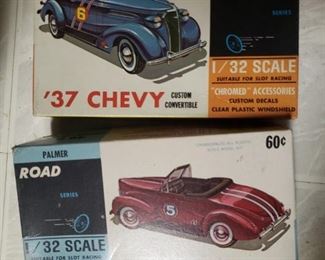 6
SERIES
1/32 SCALE
SUITABLE FOR SLOT RACING
'37 CHEVY
CUSTOM
CONVERTIBLE
"CHROMED" ACCESSORIES
CUSTOM DECALS
CLEAR PLASTIC WINDSHIELD
PALMER
60¢
ROAD
SERIES
5
1/32 SCALE
SUITABLE FOR SLOT RACING